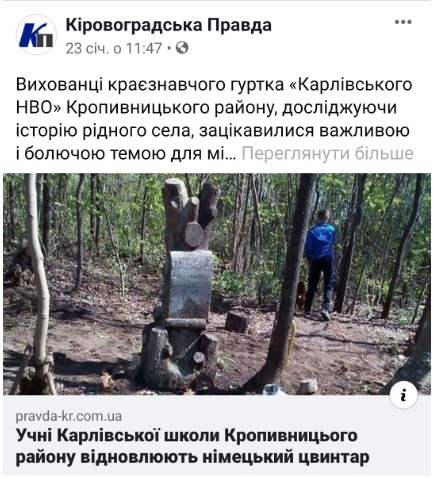 Кп
Кіровоградська Правда
23 січ. о 11:47 •
Вихованці краєзнавчого гуртка «Карлівського
НВО» Кропивницького району, досліджуючи
історію рідного села, зацікавилися важливою
і болючою темою для мі... Переглянути більше
i
pravda-kr.com.ua
Учні Карлівської школи Кропивницього
району відновлюють німецький цвинтар